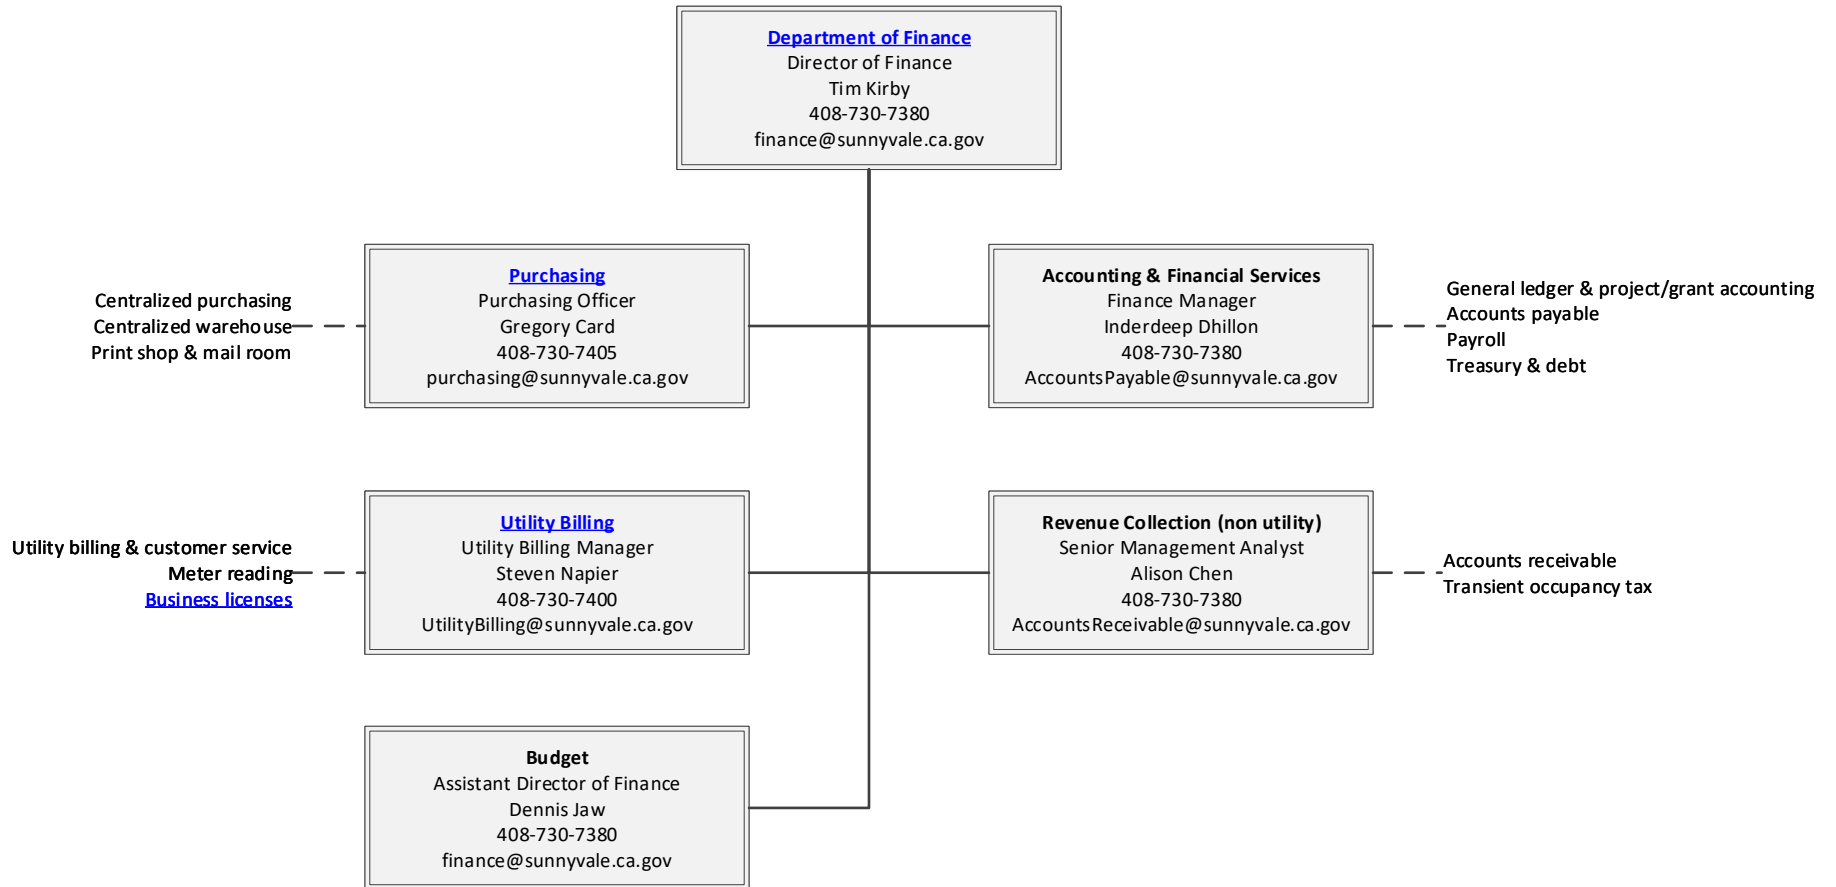 Department of Finance
Director of Finance
Tim Kirby
408-730-7380
finance@sunnyvale.ca.gov
Centralized purchasing
Centralized warehouse
Print shop & mail room
Purchasing
Purchasing Officer
Gregory Card
408-730-7405
purchasing@sunnyvale.ca.gov
Accounting & Financial Services
Finance Manager
Inderdeep Dhillon
408-730-7380
AccountsPayable@sunnyvale.ca.gov
General ledger & project/grant accounting
Accounts payable
Payroll
Treasury & debt
Utility billing & customer service
Meter reading
Business licenses
Utility Billing
Utility Billing Manager
Steven Napier
408-730-7400
UtilityBilling@sunnyvale.ca.gov
Revenue Collection (non utility)
Senior Management Analyst
Alison Chen
408-730-7380
AccountsReceivable@sunnyvale.ca.gov
Accounts receivable
Transient occupancy tax
Budget
Assistant Director of Finance
Dennis Jaw
408-730-7380
finance@sunnyvale.ca.gov